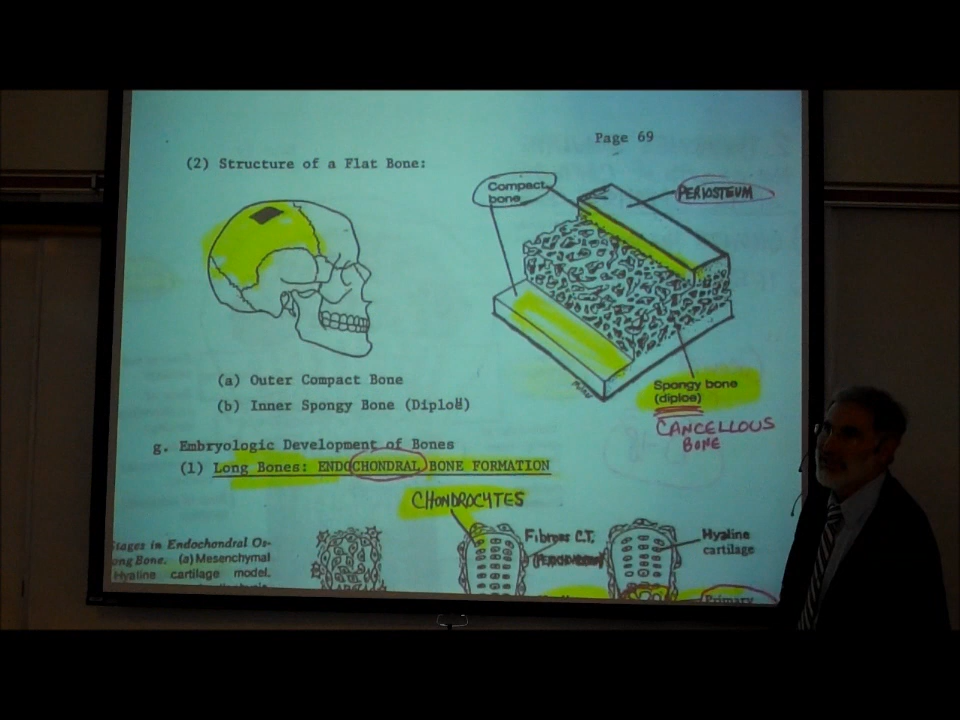 Page 69
(2) Structure of a Flat Bone:
Compact
bone
PERIOSTEUM
Spongy bone
(diploe)
CANCELLOUS
BONE
(a) Outer Compact Bone
(b) Inner Spongy Bone (Diploë)
g. Embryologic Development of Bones
(1) Long Bones: ENDOCHONDRAL BONE FORMATION
CHONDROCYTES
Fibrous C.T.
(PERICHONDRIUM)
Hyaline
cartilage
Stages in Endochondral Os-
ong Bone. (a) Mesenchymal
Hyaline cartilage model.
Primary